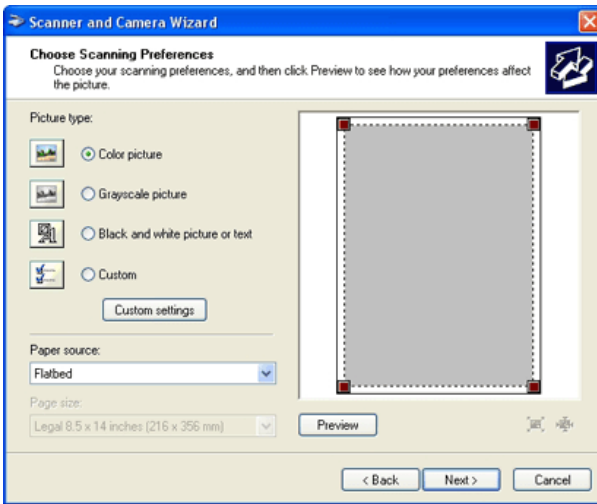 Scanner and Camera Wizard
Choose Scanning Preferences
Choose your scanning preferences, and then click Preview to see how your preferences affect
the picture.
Picture type:
Color picture
Grayscale picture
Black and white picture or text
Custom
Custom settings
Paper source:
Flatbed
Page size:
Legal 8.5 x 14 inches (216 x 356 mm)
Preview
< Back
Next >
Cancel